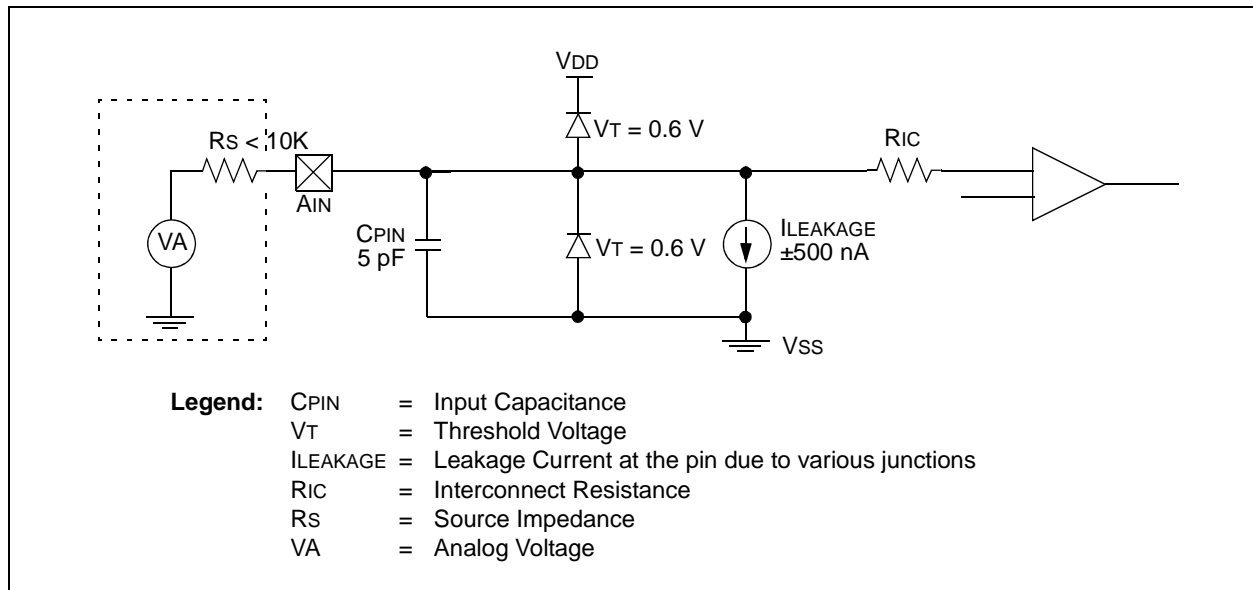 VDD
VT = 0.6 V
RS < 10K
RIC
AIN
VA
CPIN
5 pF
VT = 0.6 V
ILEAKAGE
±500 nA
VSS
Legend: CPIN = Input Capacitance
VT = Threshold Voltage
ILEAKAGE = Leakage Current at the pin due to various junctions
RIC = Interconnect Resistance
RS = Source Impedance
VA = Analog Voltage